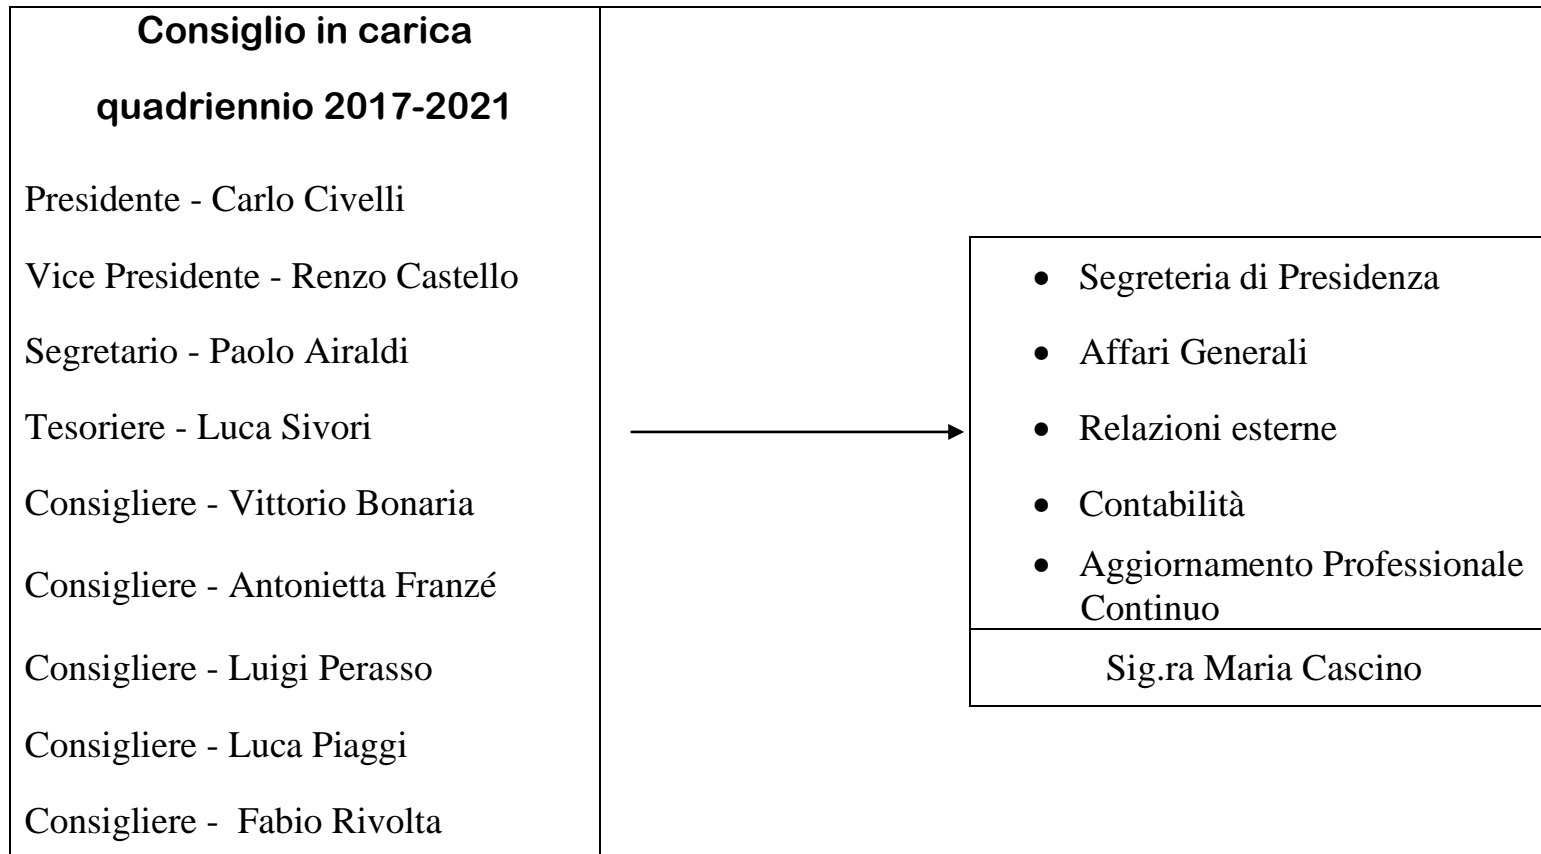 Consiglio in carica
quadriennio 2017-2021
Presidente - Carlo Civelli
Vice Presidente - Renzo Castello
Segretario - Paolo Airaldi
Tesoriere - Luca Sivori
Consigliere - Vittorio Bonaria
Consigliere - Antonietta Franzé
Consigliere - Luigi Perasso
Consigliere - Luca Piaggi
Consigliere - Fabio Rivolta
• Segreteria di Presidenza
• Affari Generali
• Relazioni esterne
• Contabilità
• Aggiornamento Professionale
Continuo
Sig.ra Maria Cascino